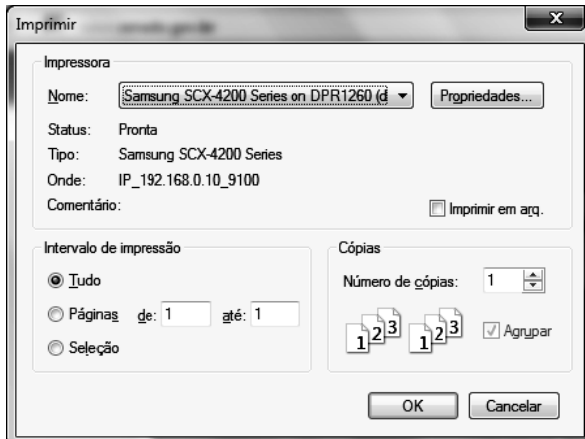 Imprimir
Impressora
Nome: Samsung SCX-4200 Series on DPR1260 (d
Propriedades...
Status: Pronta
Tipo: Samsung SCX-4200 Series
Onde: IP_192.168.0.10_9100
Comentário:
Imprimir em arq.
Intervalo de impressão
Tudo
Páginas de: 1 até: 1
Seleção
Cópias
Número de cópias: 1
1 2 3 1 2 3
Agrupar
OK Cancelar